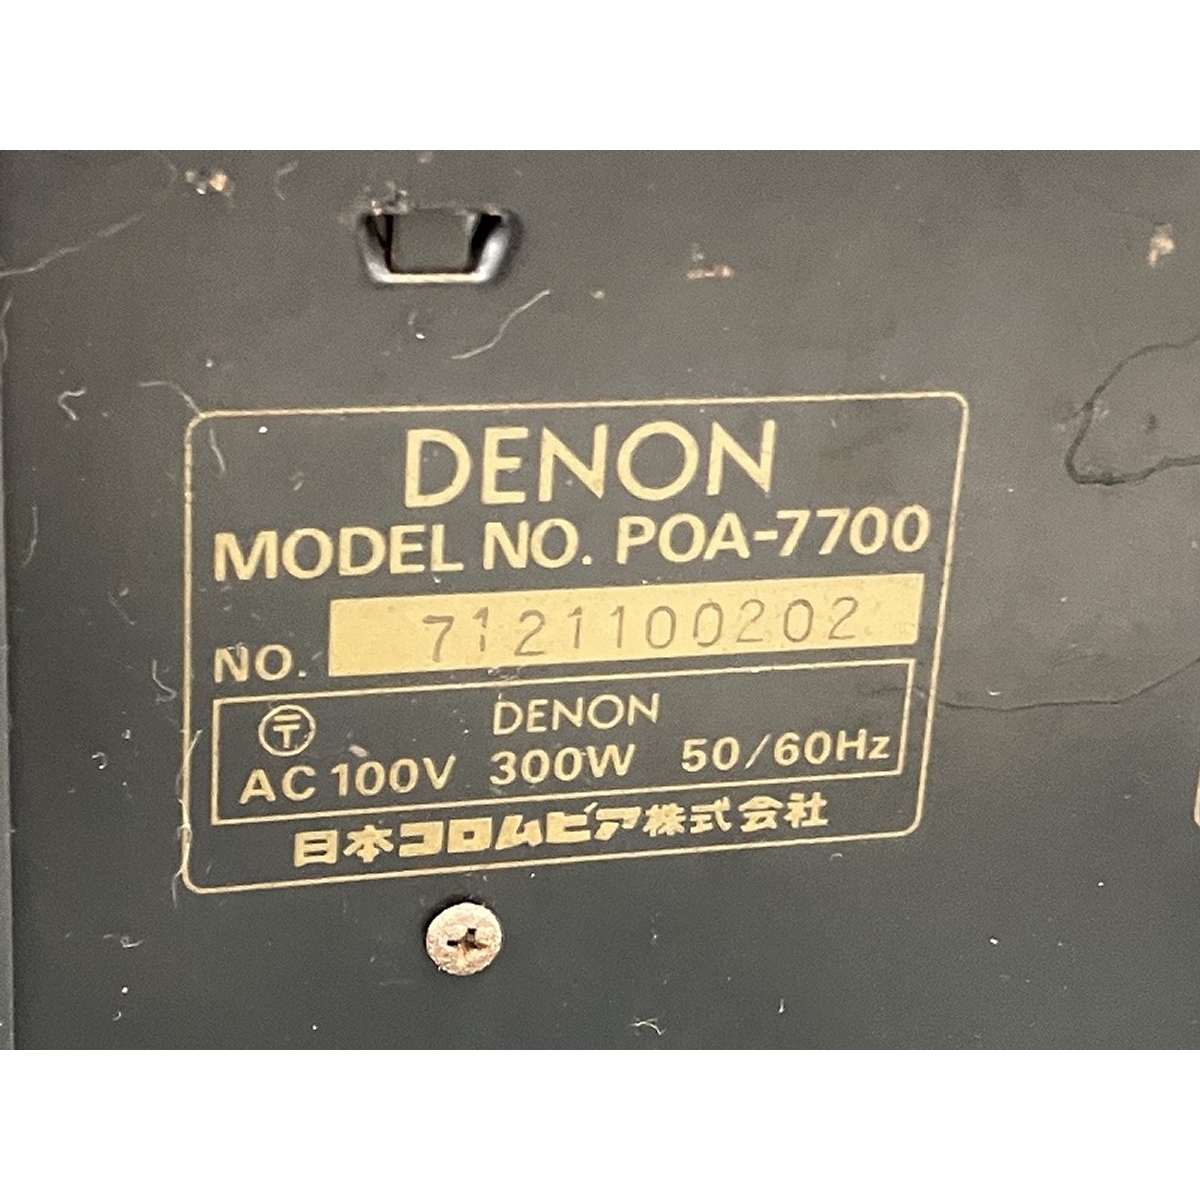 DENON
MODEL NO. POA-7700
NO. 7121100202
〒 DENON
AC 100V 300W 50/60Hz
日本コロムビア株式会社